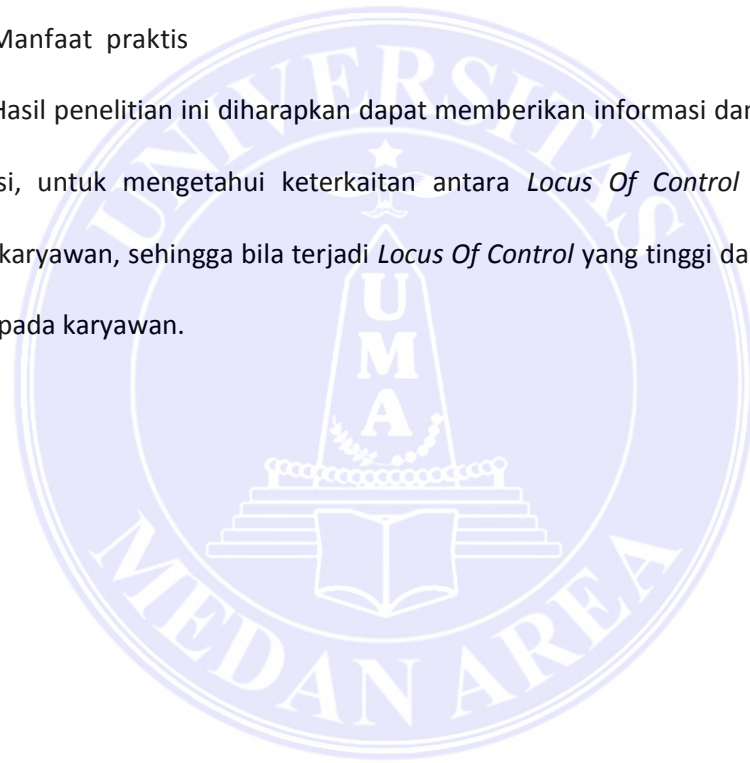 Manfaat praktis
Hasil penelitian ini diharapkan dapat memberikan informasi dan
si, untuk mengetahui keterkaitan antara Locus Of Control
karyawan, sehingga bila terjadi Locus Of Control yang tinggi da
pada karyawan.
UNIVERSITAS
U
M
A
MEDAN AREA